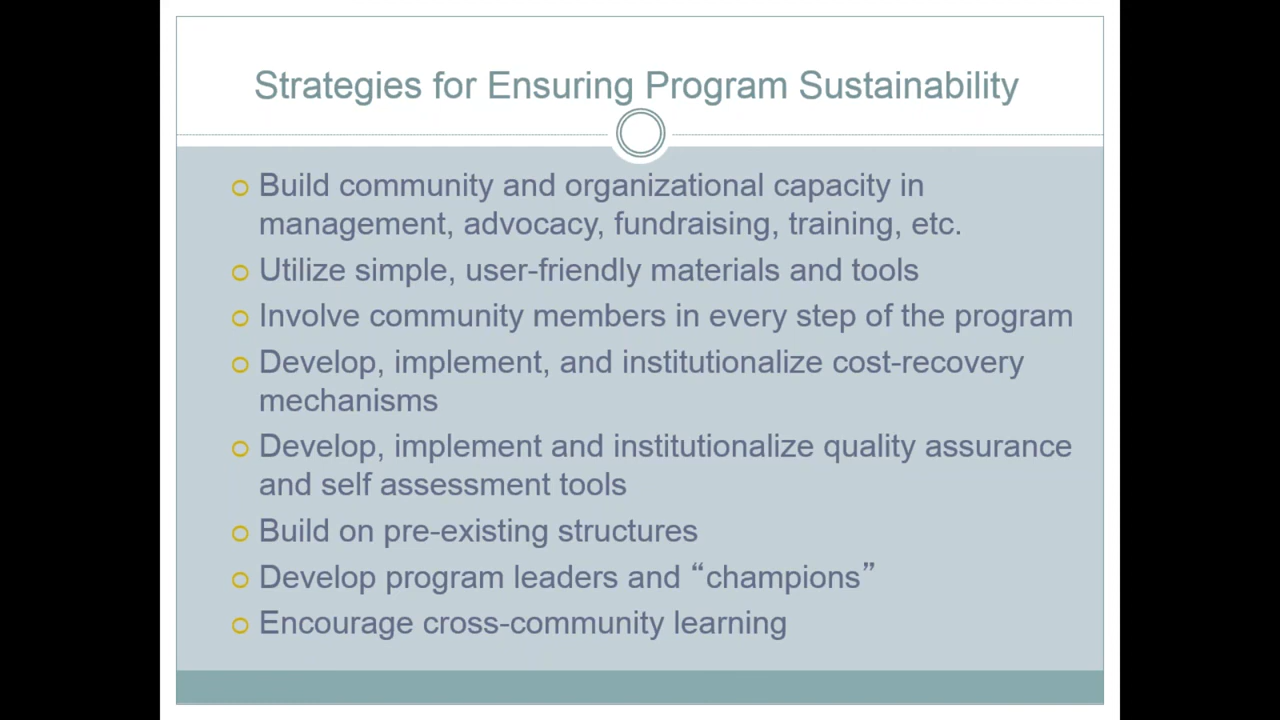 Strategies for Ensuring Program Sustainability
Build community and organizational capacity in
management, advocacy, fundraising, training, etc.
Utilize simple, user-friendly materials and tools
Involve community members in every step of the program
Develop, implement, and institutionalize cost-recovery
mechanisms
Develop, implement and institutionalize quality assurance
and self assessment tools
Build on pre-existing structures
Develop program leaders and “champions”
Encourage cross-community learning